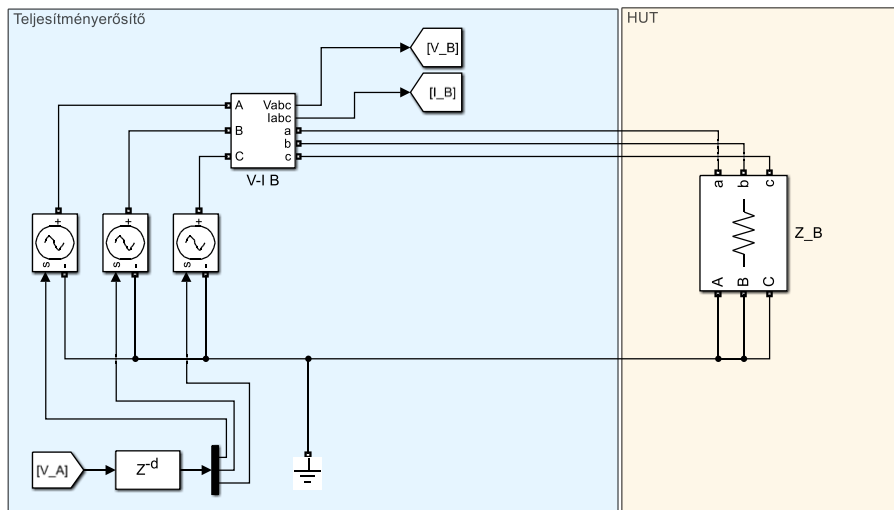 Teljesítményerősítő
HUT
[V_B]
[I_B]
A Vabc
Iabc
B a
b
C c
V-I B
a b c
Z_B
A B C
+ + +
s - s - s -
[V_A]
Z-d